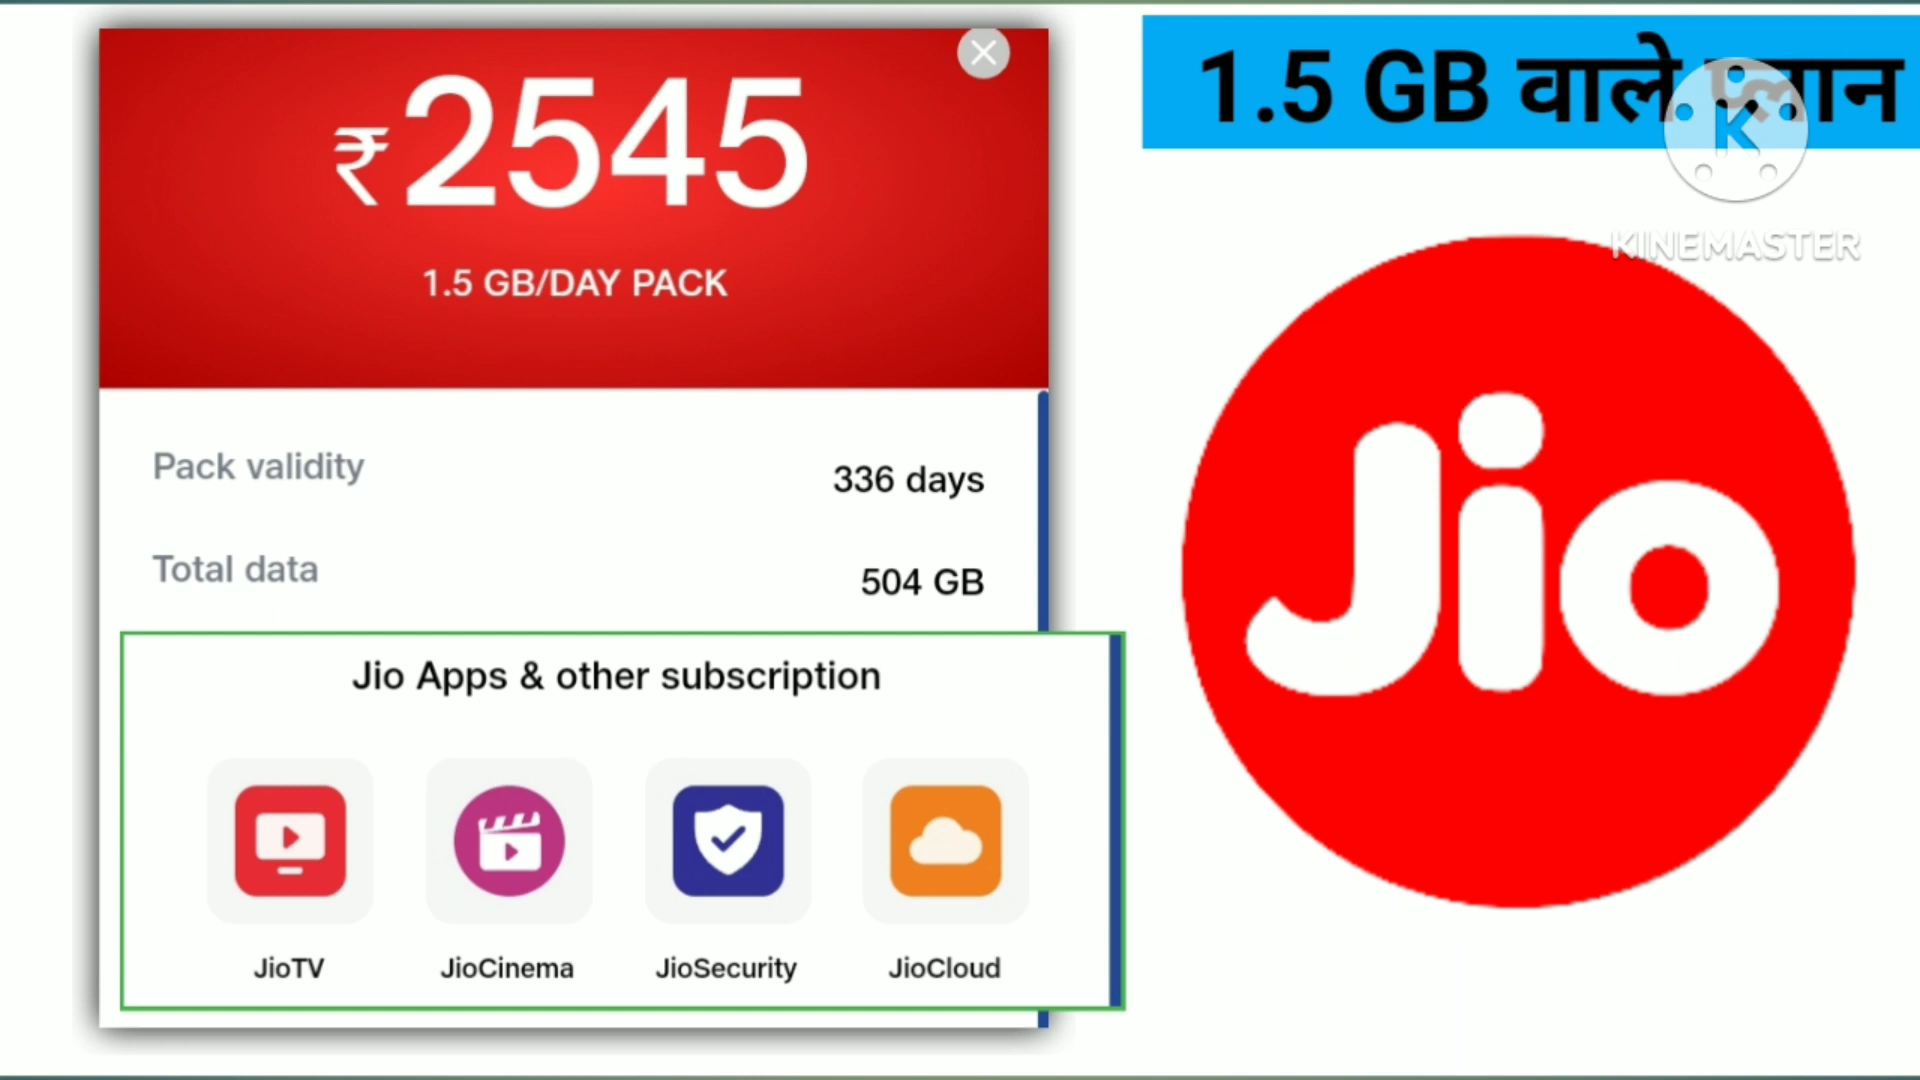 ₹2545
1.5 GB/DAY PACK
Pack validity
336 days
Total data
504 GB
Jio Apps & other subscription
JioTV
JioCinema
JioSecurity
JioCloud
1.5 GB वाले प्लान
K
KINEMASTER
Jio